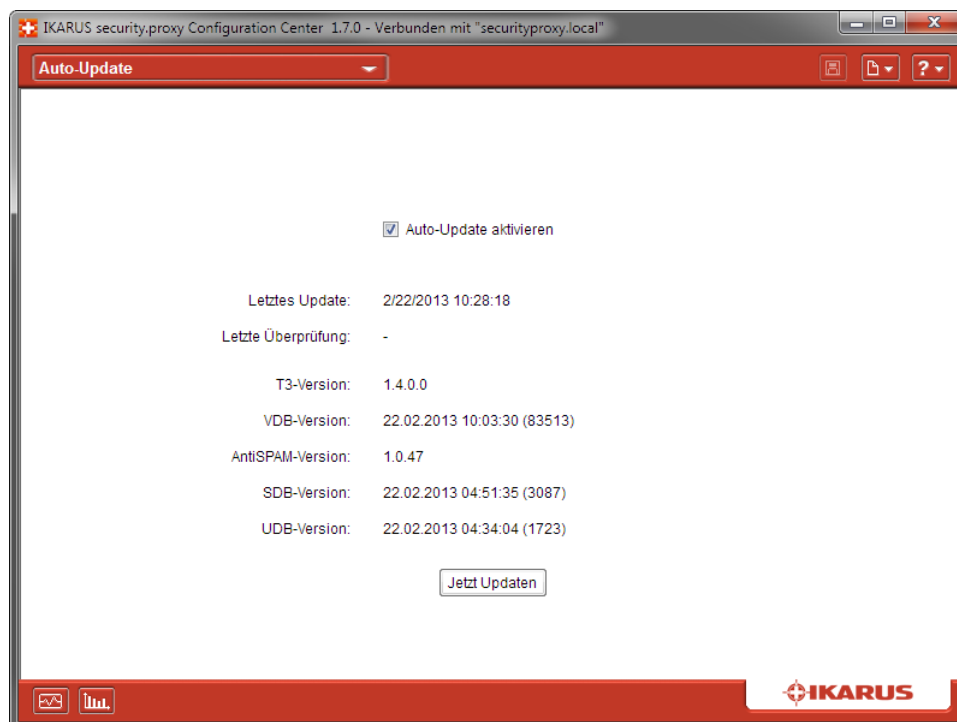 IKARUS security.proxy Configuration Center 1.7.0 - Verbunden mit "securityproxy.local"
Auto-Update
?
Auto-Update aktivieren
Letztes Update: 2/22/2013 10:28:18
Letzte Überprüfung: -
T3-Version: 1.4.0.0
VDB-Version: 22.02.2013 10:03:30 (83513)
AntiSPAM-Version: 1.0.47
SDB-Version: 22.02.2013 04:51:35 (3087)
UDB-Version: 22.02.2013 04:34:04 (1723)
Jetzt Updaten
IKARUS